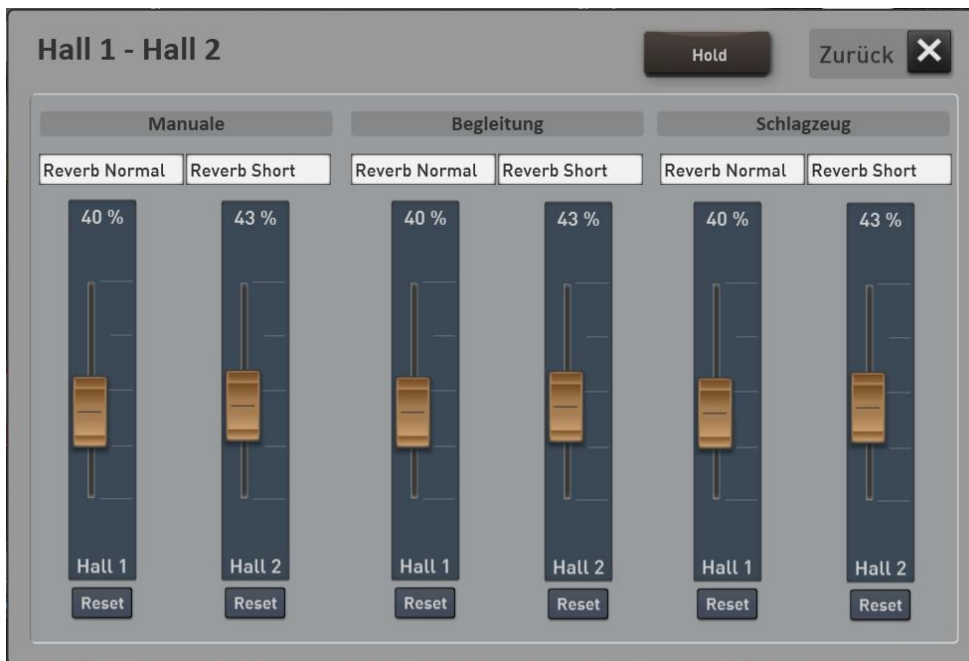 Hall 1 - Hall 2
Hold
Zurück
Manuale Begleitung Schlagzeug
Reverb Normal Reverb Short Reverb Normal Reverb Short Reverb Normal Reverb Short
40 % 43 % 40 % 43 % 40 % 43 %
Hall 1 Hall 2 Hall 1 Hall 2 Hall 1 Hall 2
Reset Reset Reset Reset Reset Reset